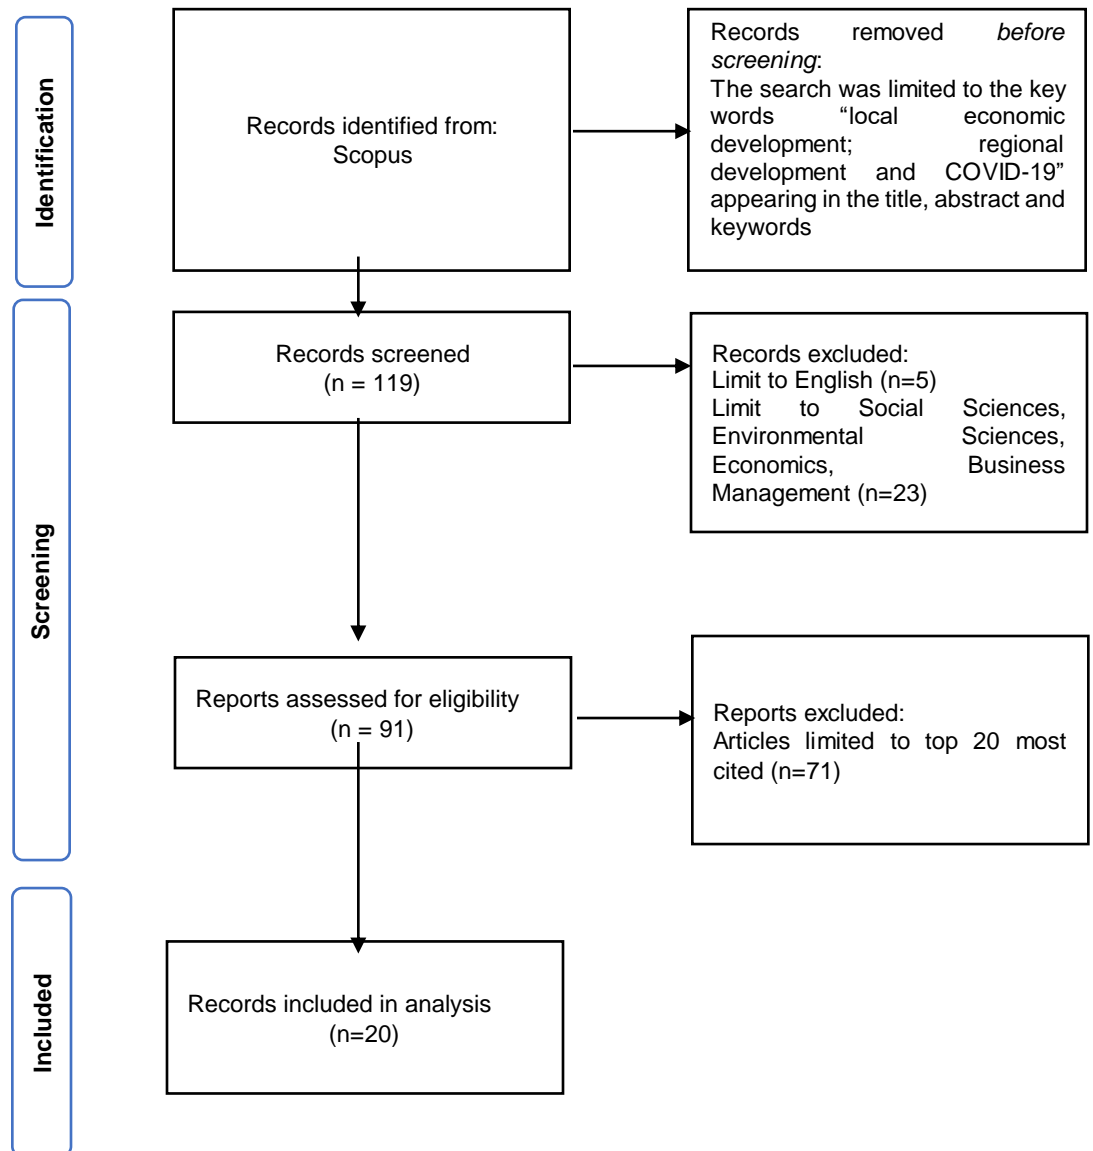 Identification
Records identified from:
Scopus
Records removed before
screening:
The search was limited to the key
words “local economic
development; regional
development and COVID-19”
appearing in the title, abstract and
keywords
Screening
Records screened
(n = 119)
Records excluded:
Limit to English (n=5)
Limit to Social Sciences,
Environmental Sciences,
Economics, Business
Management (n=23)
Reports assessed for eligibility
(n = 91)
Reports excluded:
Articles limited to top 20 most
cited (n=71)
Included
Records included in analysis
(n=20)